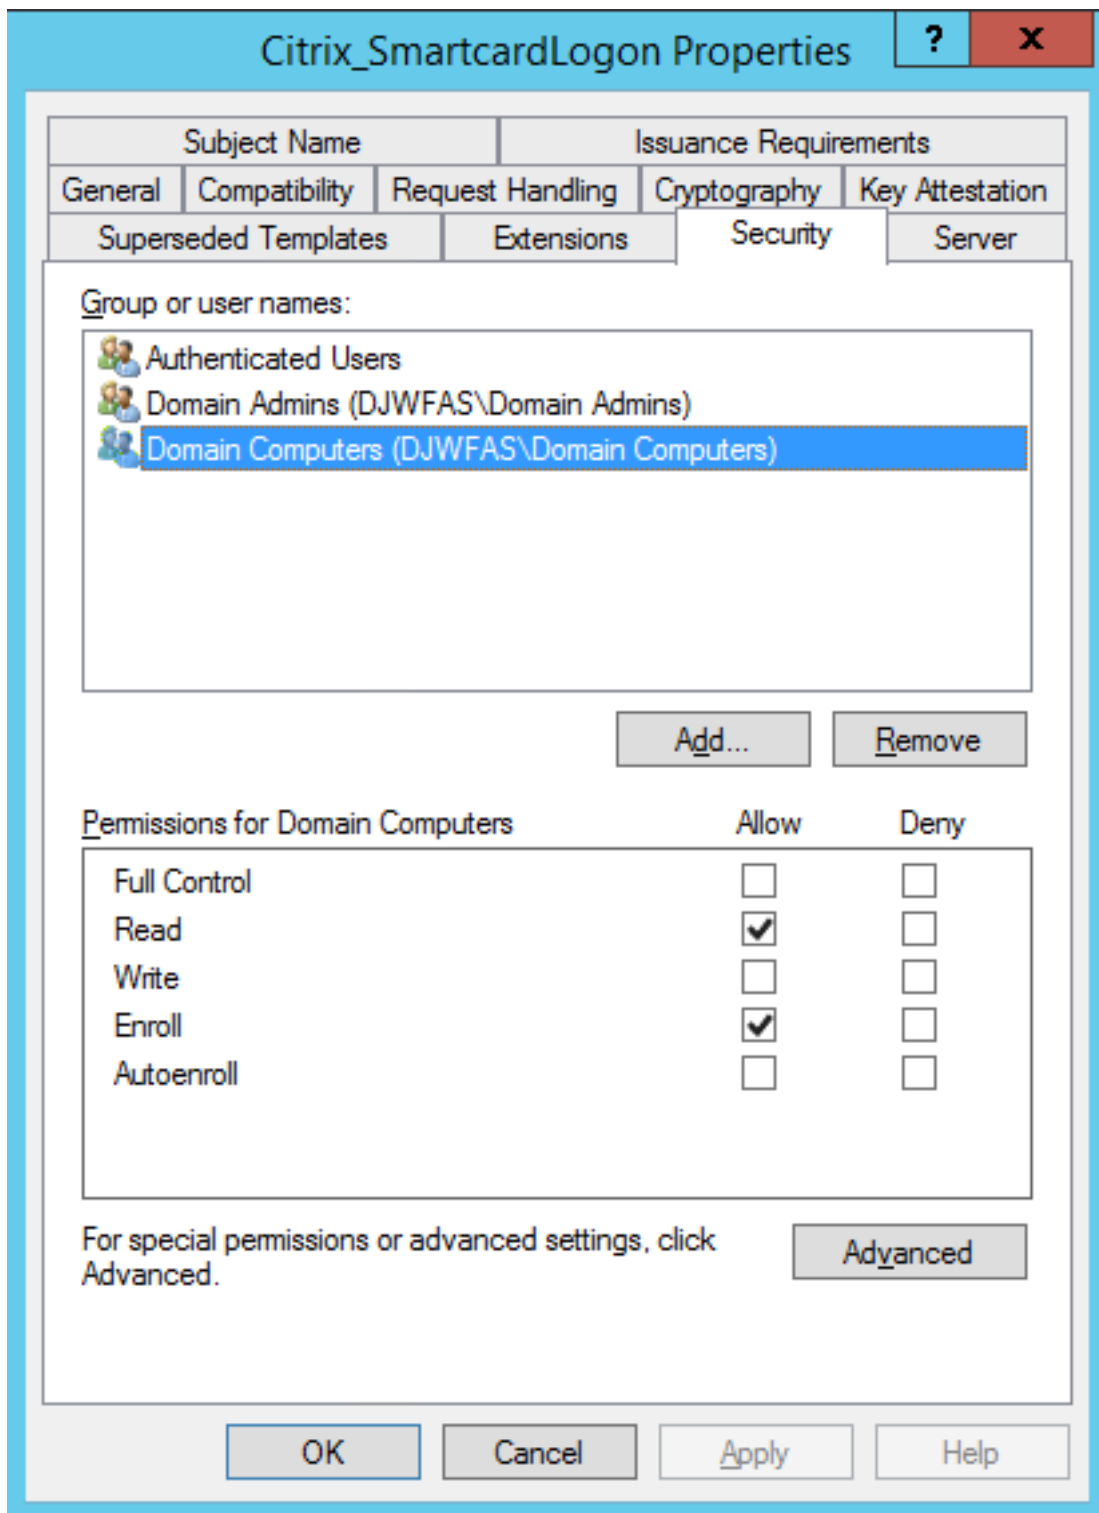 Citrix_SmartcardLogon Properties
?
x
Subject Name
Issuance Requirements
General
Compatibility
Request Handling
Cryptography
Key Attestation
Superseded Templates
Extensions
Security
Server
Group or user names:
Authenticated Users
Domain Admins (DJWFAS\Domain Admins)
Domain Computers (DJWFAS\Domain Computers)
Add...
Remove
Permissions for Domain Computers
Allow
Deny
Full Control
Read
Write
Enroll
Autoenroll
For special permissions or advanced settings, click
Advanced.
Advanced
OK
Cancel
Apply
Help